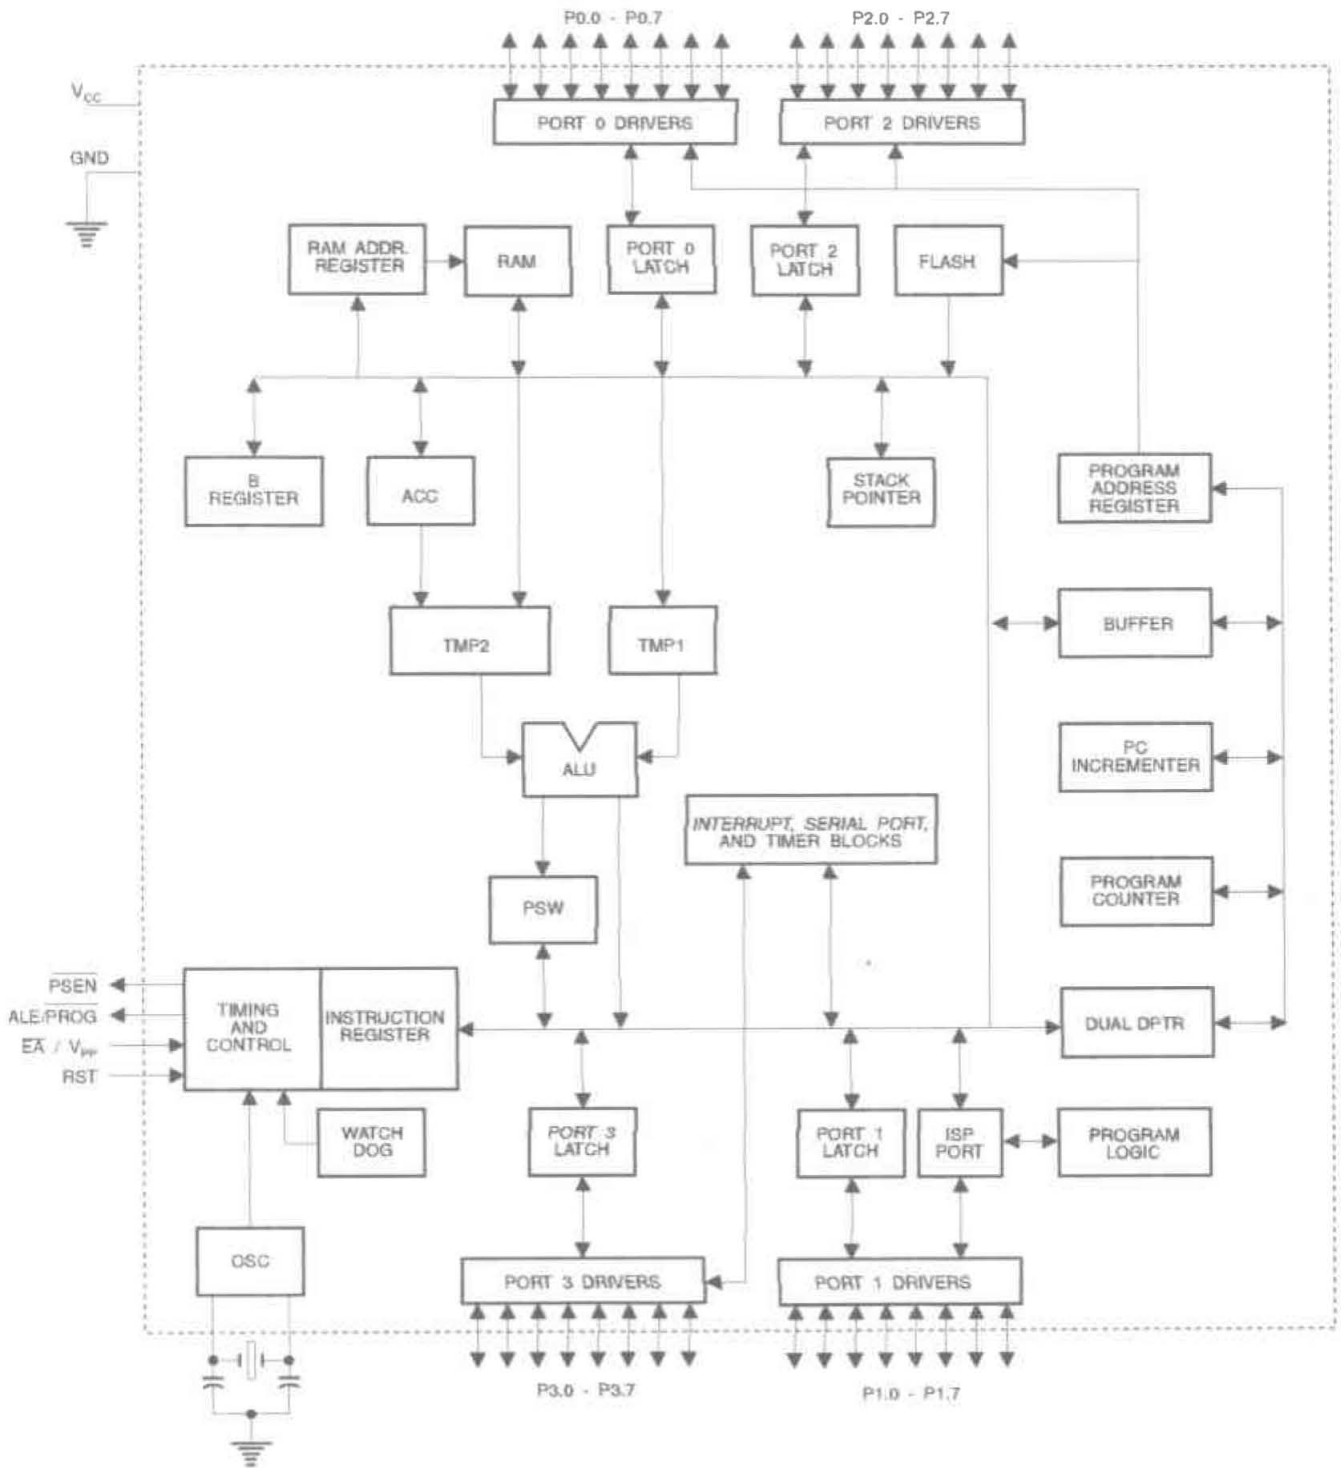 P0.0 - P0.7
P2.0 - P2.7
VCC
PORT 0 DRIVERS
PORT 2 DRIVERS
GND
RAM ADDR.
REGISTER
RAM
PORT 0
LATCH
PORT 2
LATCH
FLASH
B
REGISTER
ACC
STACK
POINTER
PROGRAM
ADDRESS
REGISTER
BUFFER
TMP2
TMP1
PC
INCREMENTER
ALU
INTERRUPT, SERIAL PORT,
AND TIMER BLOCKS
PROGRAM
COUNTER
PSW
PSEN
ALE/PROG
EA / VPP
RST
TIMING
AND
CONTROL
INSTRUCTION
REGISTER
DUAL DPTR
WATCH
DOG
PORT 3
LATCH
PORT 1
LATCH
ISP
PORT
PROGRAM
LOGIC
OSC
PORT 3 DRIVERS
PORT 1 DRIVERS
P3.0 - P3.7
P1.0 - P1.7